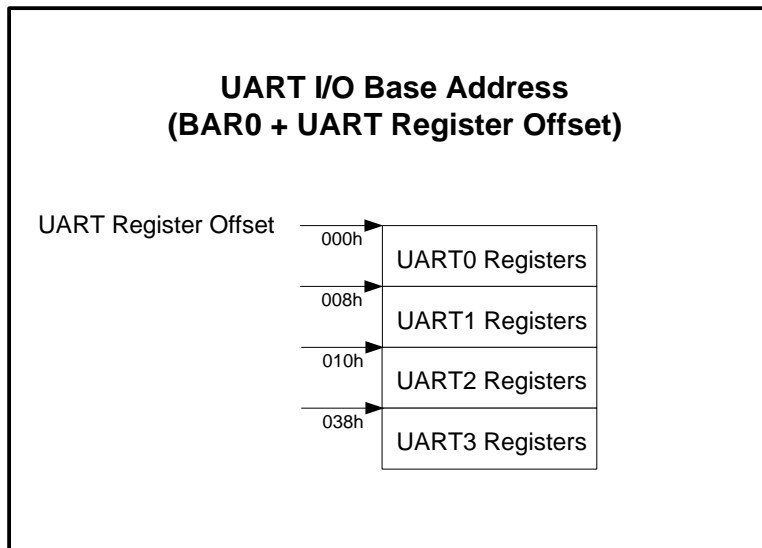 UART I/O Base Address
(BAR0 + UART Register Offset)
UART Register Offset
000h
UART0 Registers
008h
UART1 Registers
010h
UART2 Registers
038h
UART3 Registers